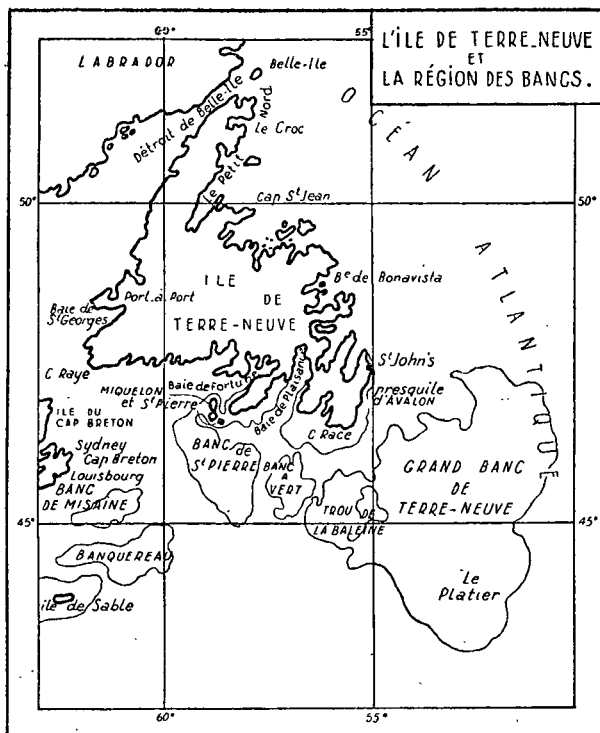 L'ÎLE DE TERRE-NEUVE
ET
LA RÉGION DES BANGS.
60°
55°
LABRADOR
Belle-Ile
Détroit de Belle-Ile
Le Petit Nord
Le Croc
OCÉAN ATLANTIQUE
50°
50°
Cap St Jean
Be de Bonavista
ILE
DE
TERRE-NEUVE
Port-à-Port
Baie de
St Georges
C Raye
St John's
presquile
d'AVALON
Baie de Fortune
Baie de Plaisance
MIQUELON
et St PIERRE
ILE DU
CAP BRETON
Sydney
Cap Breton
Louisbourg
C Race
BANC de
St PIERRE
BANC
A
VERT
GRAND BANC
DE
TERRE-NEUVE
BANC
DE MISAINE
TROU DE
LA BALEINE
45°
45°
BANQUEREAU
île de Sable
Le
Platier
60°
55°